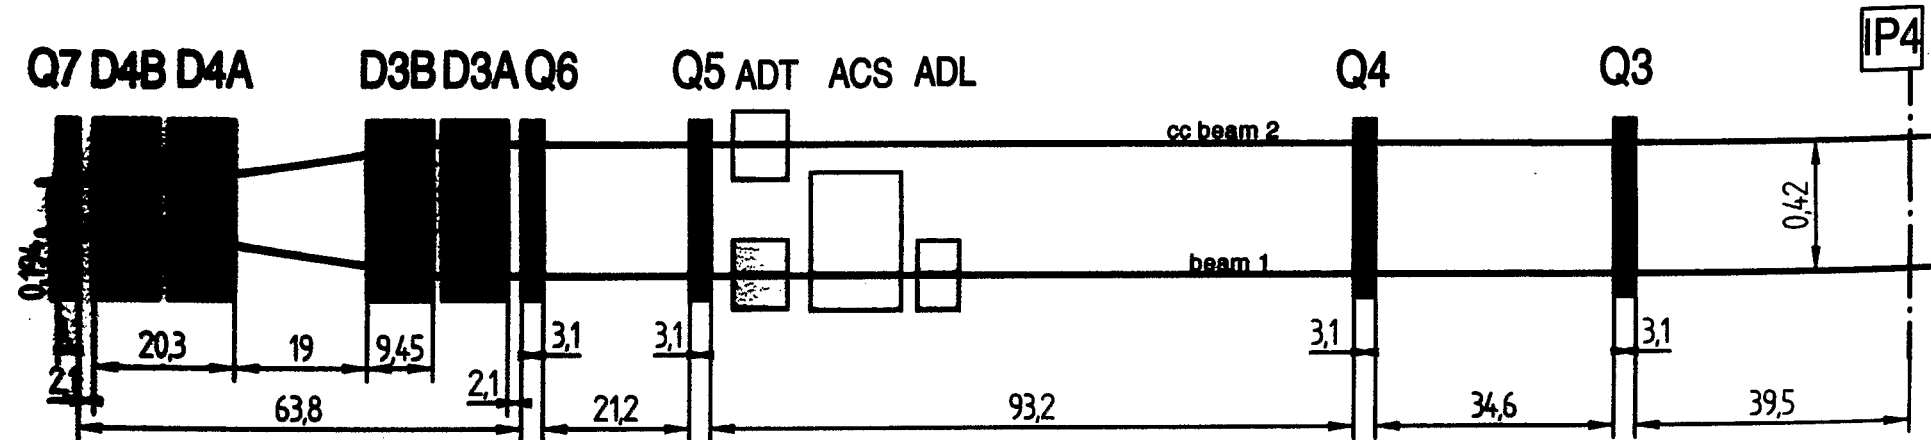 IP4
Q7 D4B D4A D3B D3A Q6 Q5 ADT ACS ADL Q4 Q3
cc beam 2
0,42
beam 1
0,194
3,1 3,1 3,1 3,1
20,3 19 9,45
2,1 2,1
63,8 21,2 93,2 34,6 39,5